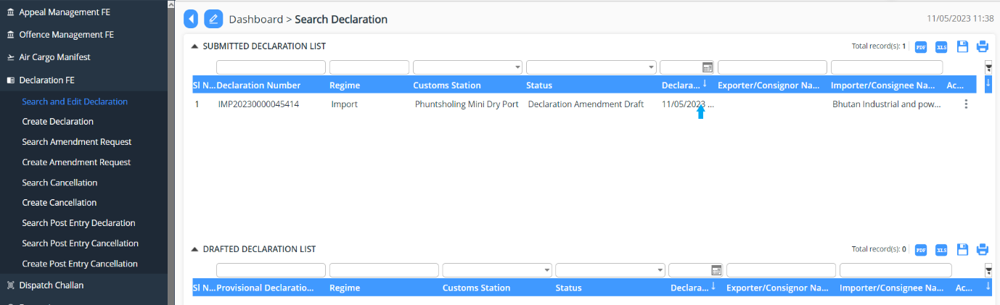 Appeal Management FE
Offence Management FE
Air Cargo Manifest
Declaration FE
Search and Edit Declaration
Create Declaration
Search Amendment Request
Create Amendment Request
Search Cancellation
Create Cancellation
Search Post Entry Declaration
Search Post Entry Cancellation
Create Post Entry Cancellation
Dispatch Challan
Dashboard > Search Declaration
11/05/2023 11:38
SUBMITTED DECLARATION LIST
Total record(s): 1 PDF XLS
Sl N... Declaration Number Regime Customs Station Status Declara... Exporter/Consignor Na... Importer/Consignee Na... Ac...
1 IMP20230000045414 Import Phuntsholing Mini Dry Port Declaration Amendment Draft 11/05/2023 ... Bhutan Industrial and pow...
DRAFTED DECLARATION LIST
Total record(s): 0 PDF XLS
Sl N... Provisional Declaratio... Regime Customs Station Status Declara... Exporter/Consignor Na... Importer/Consignee Na... Ac...